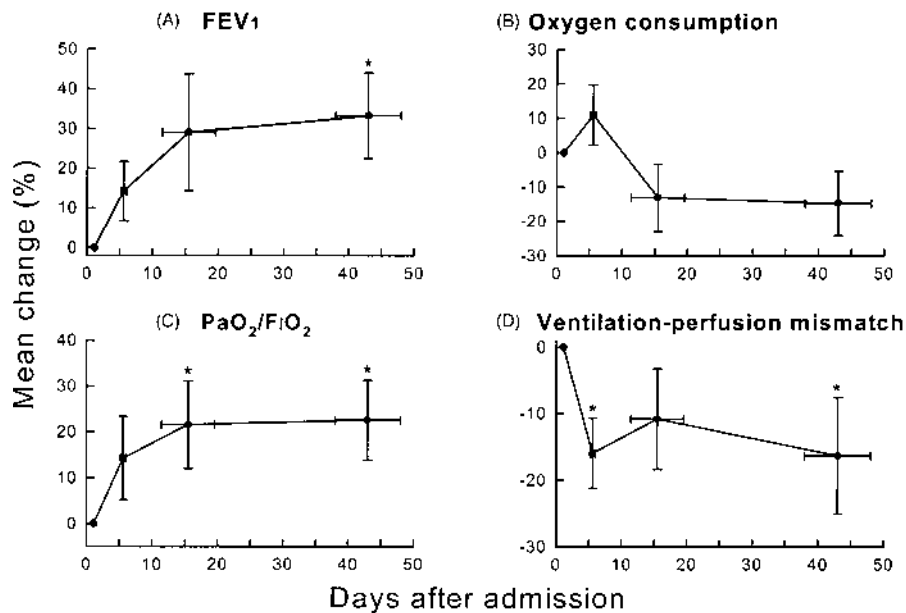 (A) FEV₁
50
40
30
20
10
0
*
0 10 20 30 40 50
(B) Oxygen consumption
30
20
10
0
-10
-20
-30
0 10 20 30 40 50
Mean change (%)
(C) PaO₂/FIO₂
40
30
20
10
0
* *
0 10 20 30 40 50
(D) Ventilation-perfusion mismatch
0
-10
-20
-30
* *
0 10 20 30 40 50
Days after admission